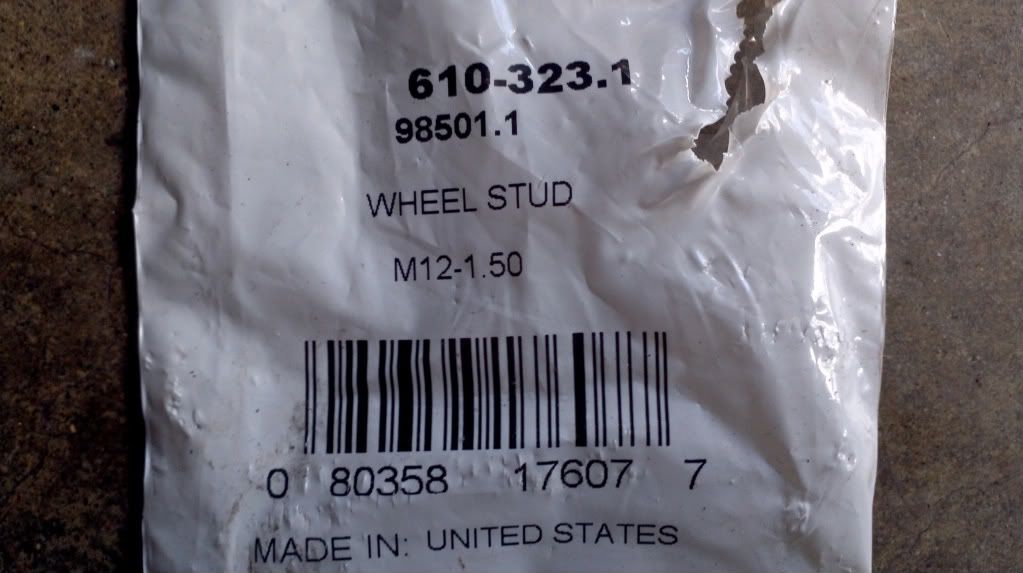 610-323.1
98501.1
WHEEL STUD
M12-1.50
0 80358 17607 7
MADE IN: UNITED STATES